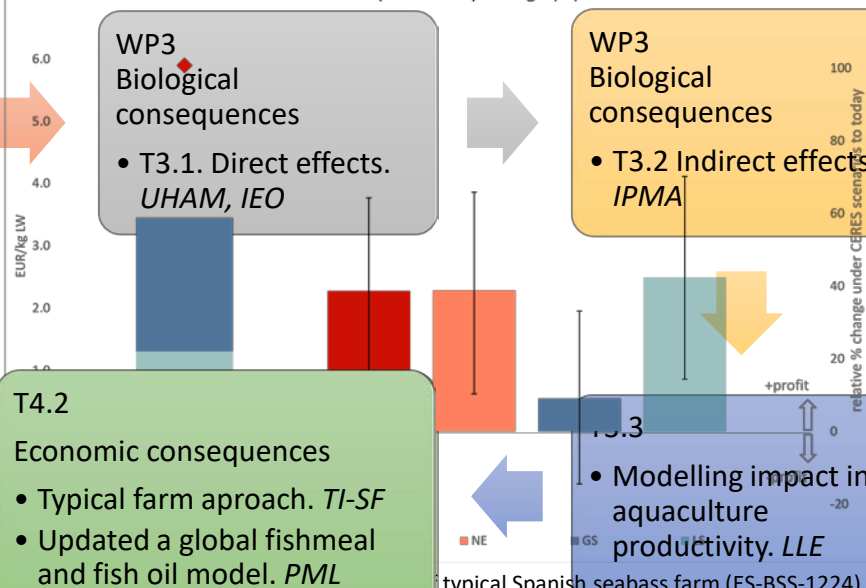 WP3
Biological
consequences
• T3.1. Direct effects.
UHAM, IEO
WP3
Biological
consequences
• T3.2 Indirect effects
IPMA
T4.2
Economic consequences
• Typical farm aproach. TI-SF
• Updated a global fishmeal
and fish oil model. PML
• Modelling impact in
aquaculture
productivity. LLE
6.0
5.0
4.0
3.0
2.0
1.0
EUR/kg LW
100
80
60
40
20
0
-20
relative % change under CERES scenarios to today
+profit
NE
GS
typical Spanish seabass farm (ES-BSS-1224)